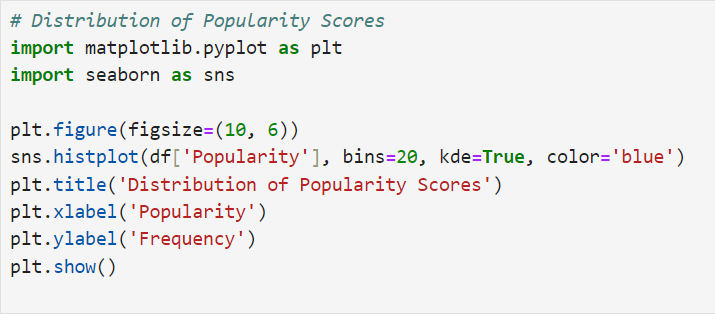 # Distribution of Popularity Scores
import matplotlib.pyplot as plt
import seaborn as sns
plt.figure(figsize=(10, 6))
sns.histplot(df['Popularity'], bins=20, kde=True, color='blue')
plt.title('Distribution of Popularity Scores')
plt.xlabel('Popularity')
plt.ylabel('Frequency')
plt.show()